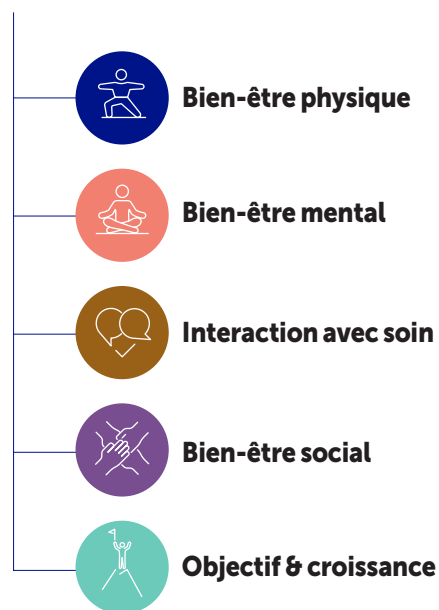 Bien-être physique
Bien-être mental
Interaction avec soin
Bien-être social
Objectif & croissance